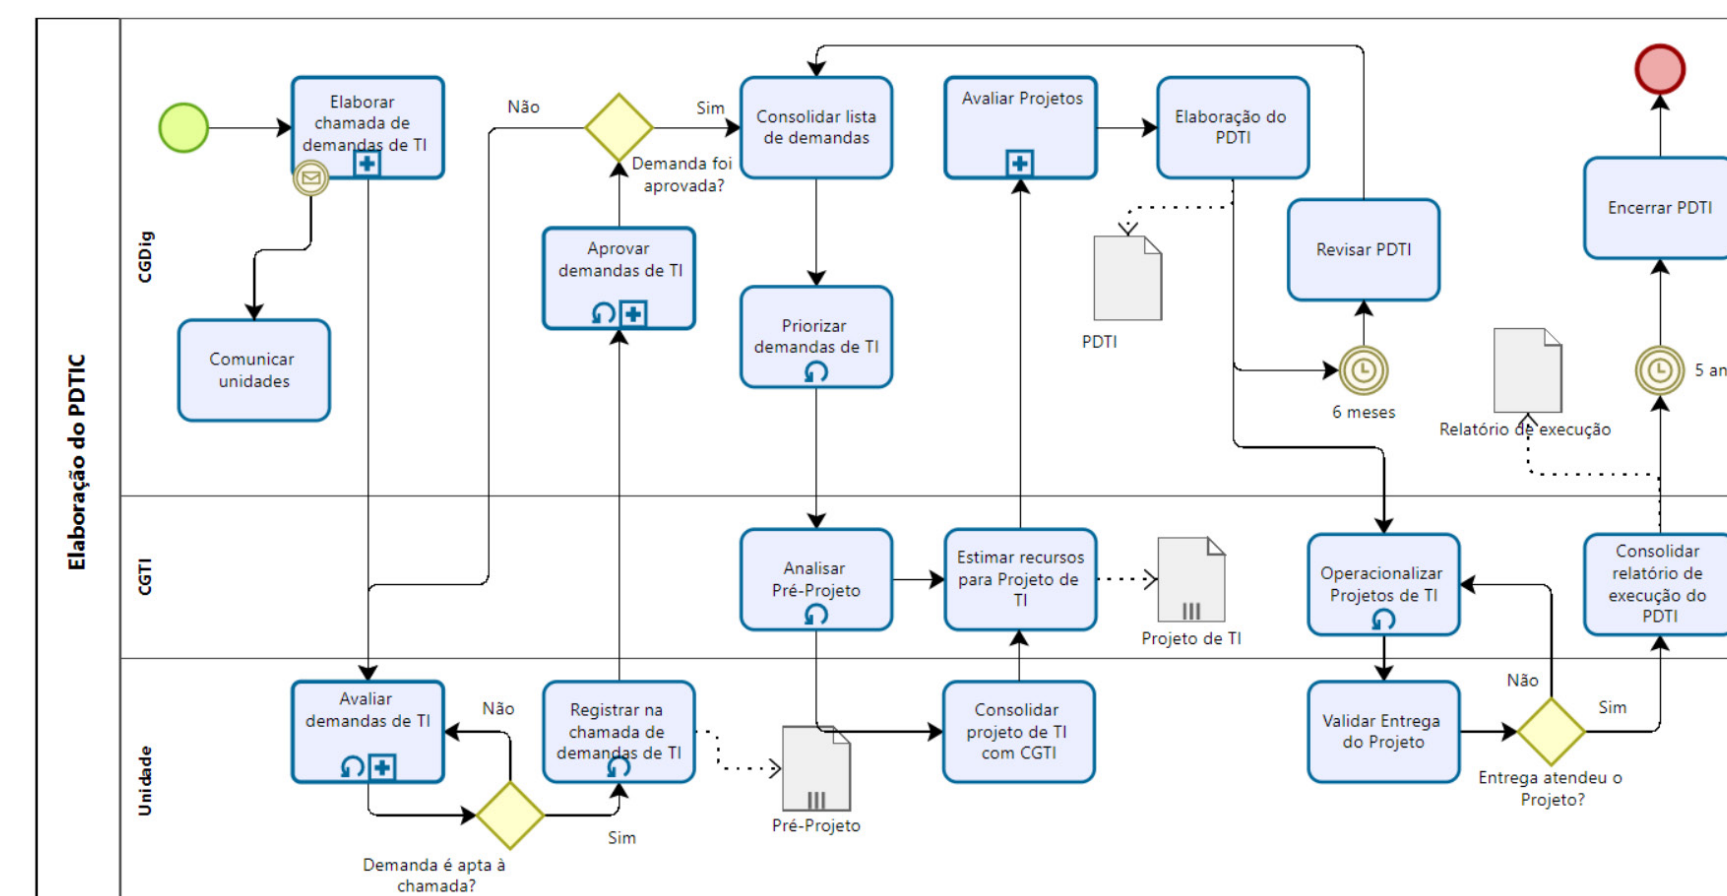 Elaboração do PDTIC
CGDig
Elaborar
chamada de
demandas de TI
Comunicar
unidades
Não
Sim
Demanda foi
aprovada?
Aprovar
demandas de TI
Consolidar lista
de demandas
Priorizar
demandas de TI
Avaliar Projetos
Elaboração do
PDTI
PDTI
Revisar PDTI
6 meses
Encerrar PDTI
5 an
Relatório de execução
CGTI
Analisar
Pré-Projeto
Estimar recursos
para Projeto de
TI
Projeto de TI
Operacionalizar
Projetos de TI
Consolidar
relatório de
execução do
PDTI
Unidade
Avaliar
demandas de TI
Não
Demanda é apta à
chamada?
Sim
Registrar na
chamada de
demandas de TI
Pré-Projeto
Consolidar
projeto de TI
com CGTI
Validar Entrega
do Projeto
Não
Sim
Entrega atendeu o
Projeto?